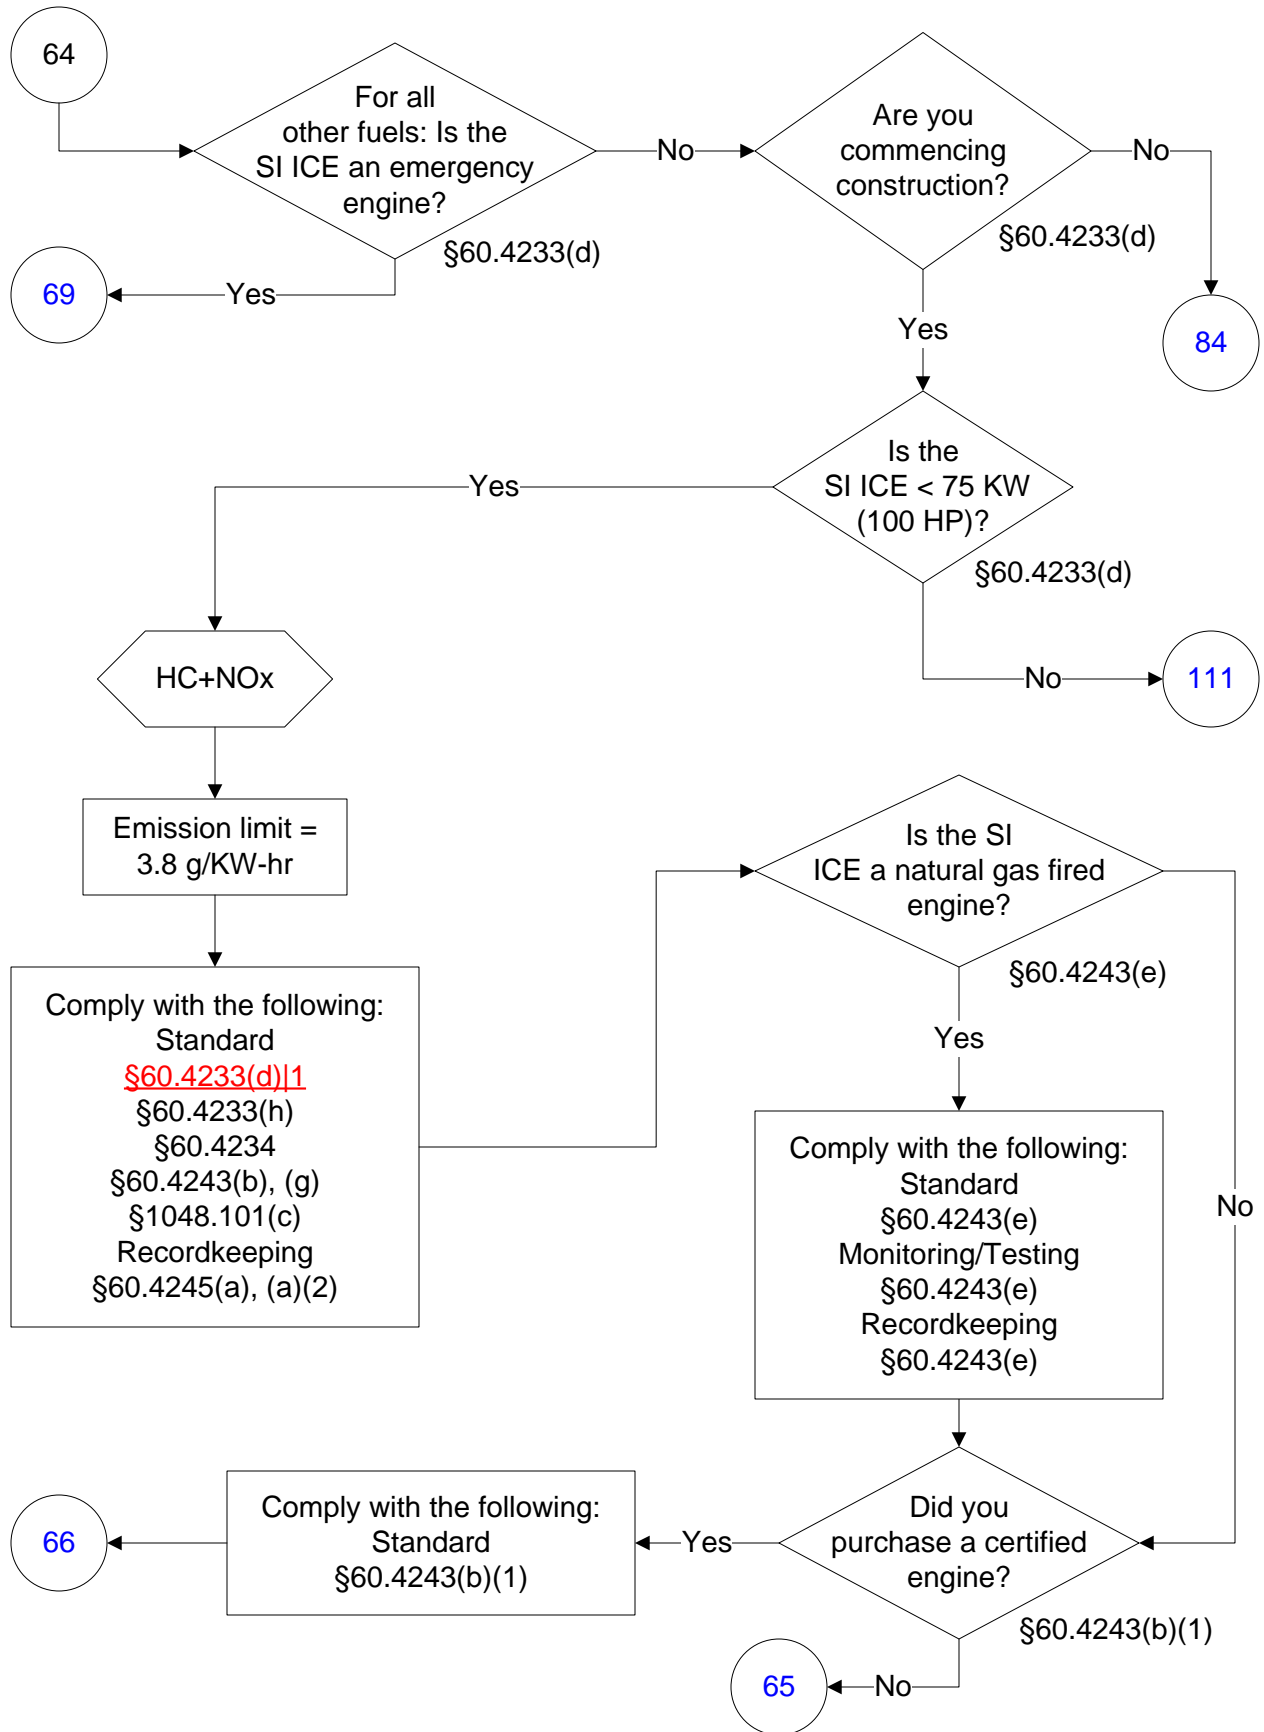 64
For all
other fuels: Is the
SI ICE an emergency
engine?
§60.4233(d)
No
Are you
commencing
construction?
§60.4233(d)
No
84
Yes
69
Yes
Is the
SI ICE < 75 KW
(100 HP)?
§60.4233(d)
Yes
No
111
HC+NOx
Emission limit =
3.8 g/KW-hr
Comply with the following:
Standard
§60.4233(d)|1
§60.4233(h)
§60.4234
§60.4243(b), (g)
§1048.101(c)
Recordkeeping
§60.4245(a), (a)(2)
Is the SI
ICE a natural gas fired
engine?
§60.4243(e)
Yes
No
Comply with the following:
Standard
§60.4243(e)
Monitoring/Testing
§60.4243(e)
Recordkeeping
§60.4243(e)
Did you
purchase a certified
engine?
§60.4243(b)(1)
Yes
Comply with the following:
Standard
§60.4243(b)(1)
66
No
65